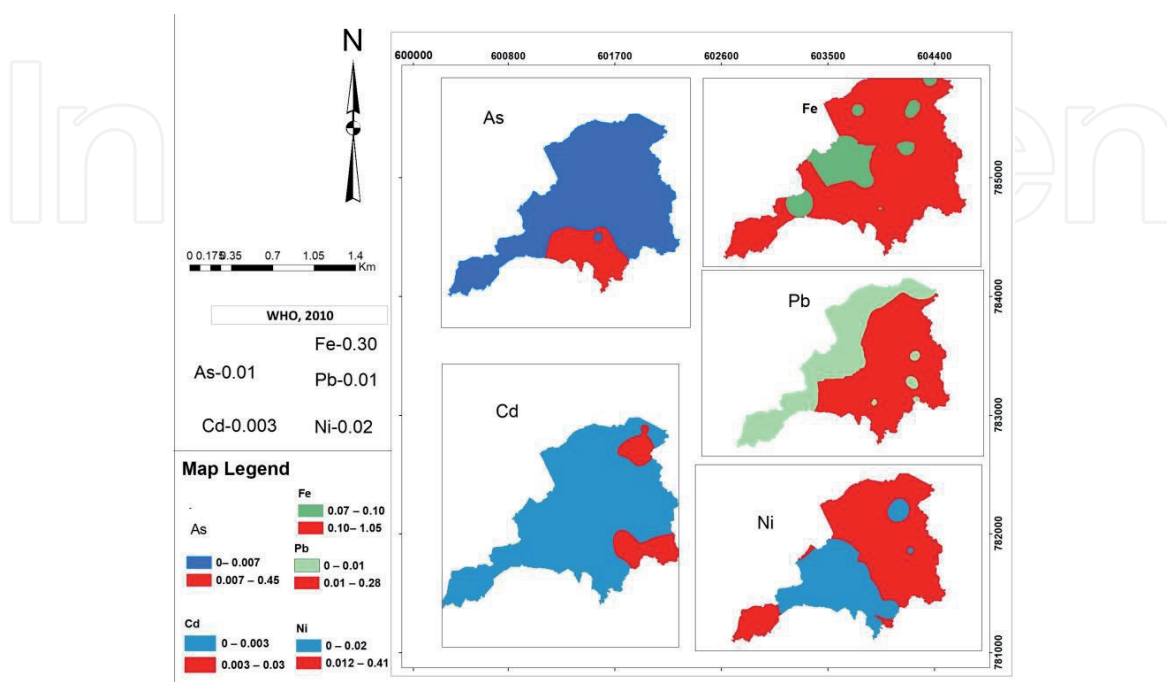 N
0 0.175 0.35 0.7 1.05 1.4
Km
WHO, 2010
Fe-0.30
As-0.01
Pb-0.01
Cd-0.003
Ni-0.02
Map Legend
As
0– 0.007
0.007 – 0.45
Fe
0.07 – 0.10
0.10– 1.05
Pb
0 – 0.01
0.01 – 0.28
Cd
0 – 0.003
0.003 – 0.03
Ni
0 – 0.02
0.012 – 0.41
600000 600800 601700 602600 603500 604400
As
Fe
Pb
Cd
Ni
785000
784000
783000
782000
781000
In
en